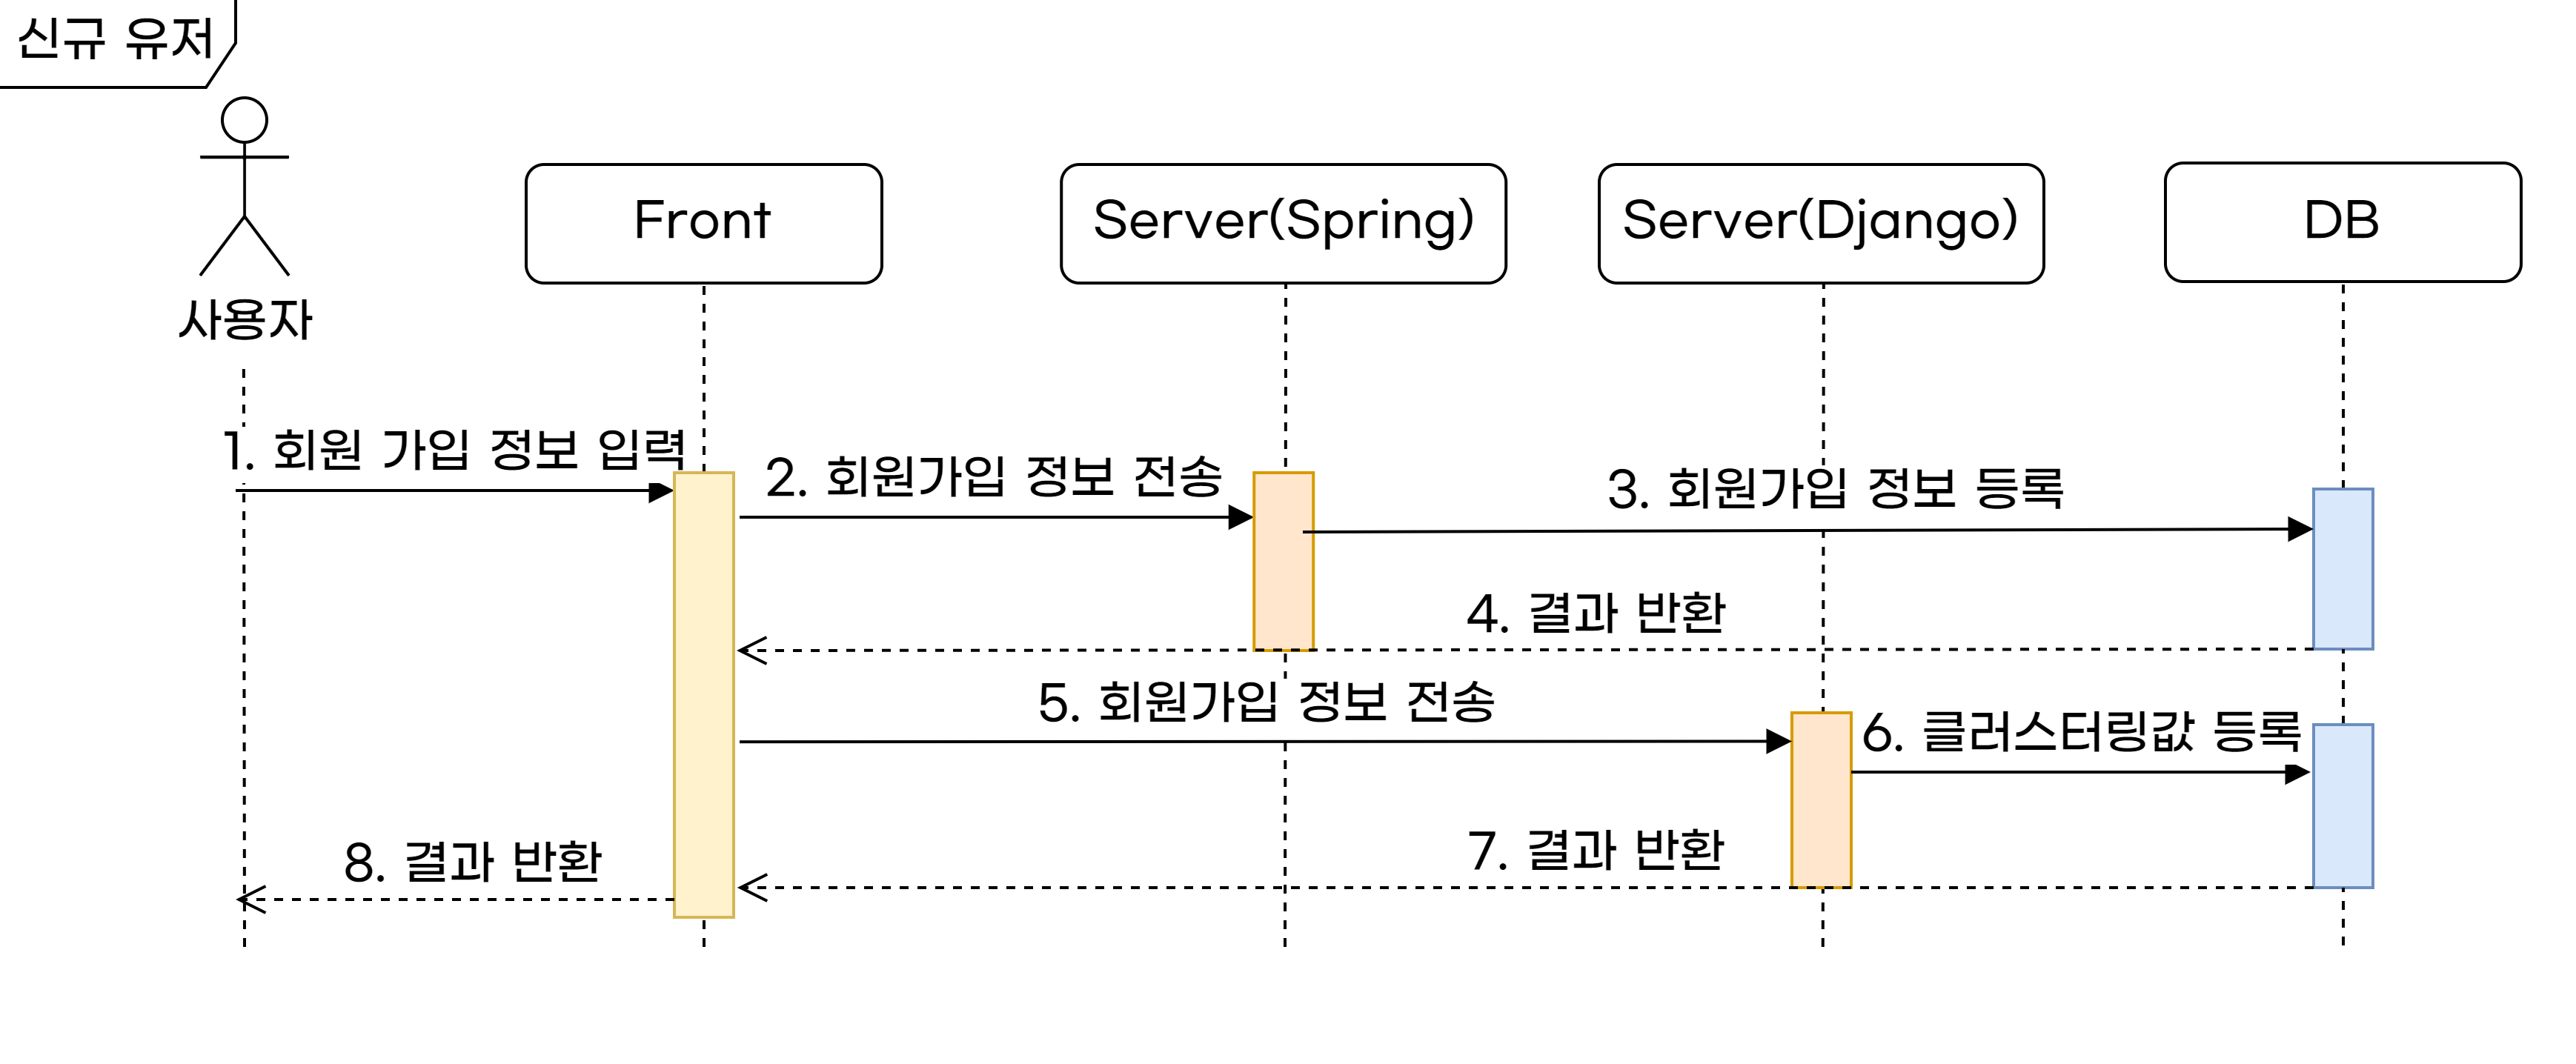 신규 유저
사용자
Front
Server(Spring)
Server(Django)
DB
1. 회원 가입 정보 입력
2. 회원가입 정보 전송
3. 회원가입 정보 등록
4. 결과 반환
5. 회원가입 정보 전송
6. 클러스터링값 등록
7. 결과 반환
8. 결과 반환